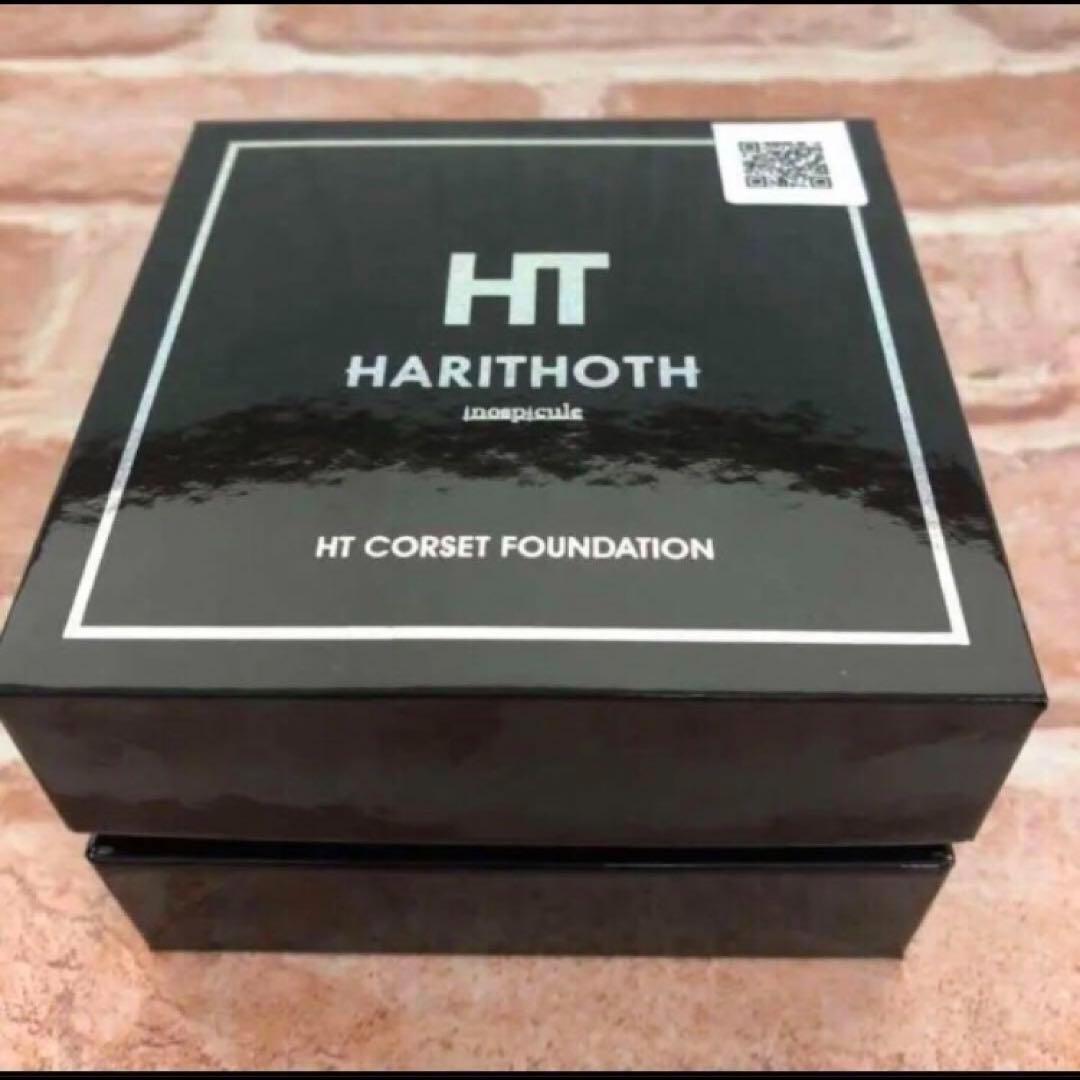 HT
HARITHOTH
inospicule
HT CORSET FOUNDATION